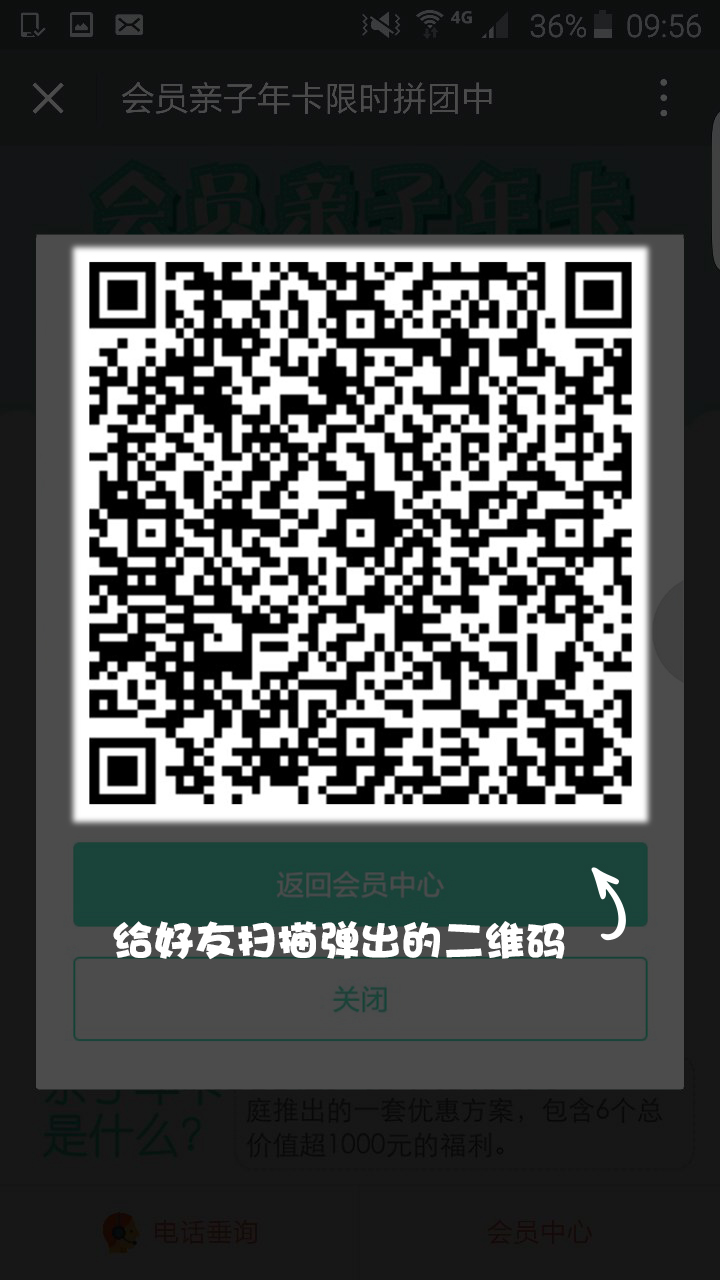 4G 36% 09:56
会员亲子年卡限时拼团中
会员亲子年卡
返回会员中心
给好友扫描弹出的二维码
关闭
亲子年卡
是什么?
庭推出的一套优惠方案，包含6个总
价值超1000元的福利。
电话垂询
会员中心